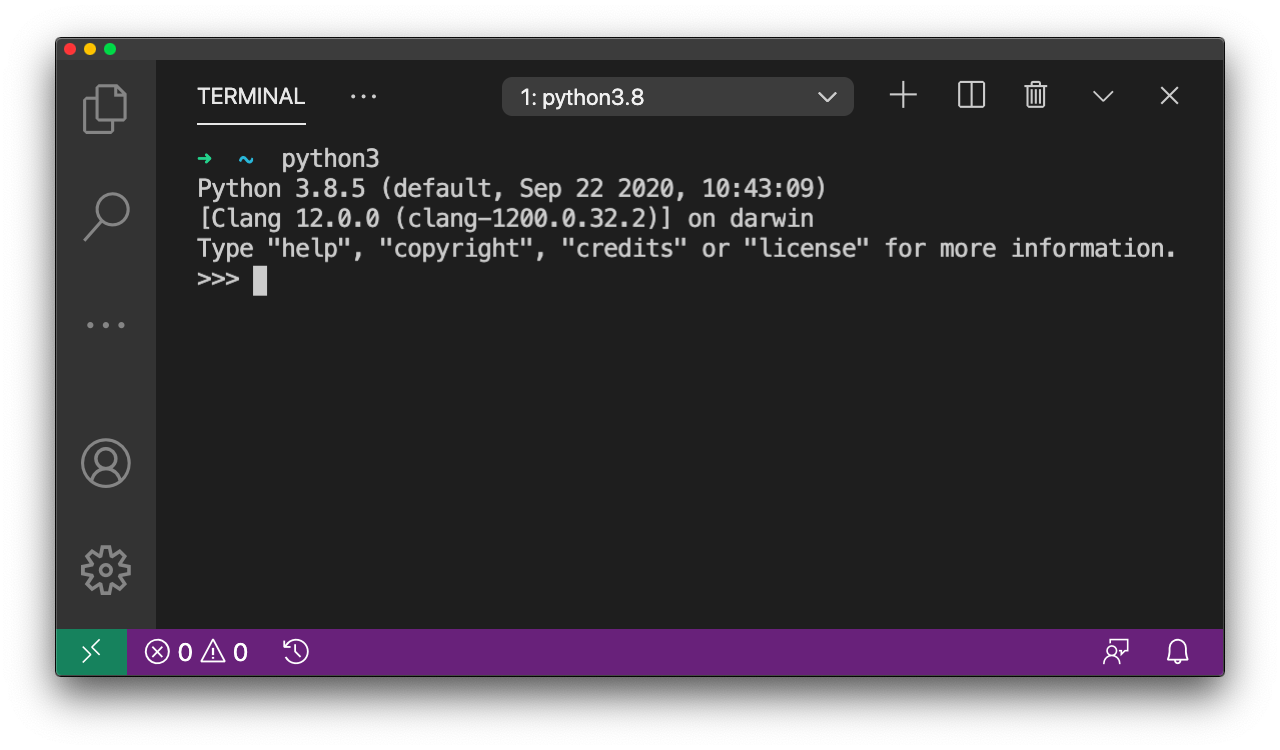 TERMINAL ··· 1: python3.8
➜ ~ python3
Python 3.8.5 (default, Sep 22 2020, 10:43:09)
[Clang 12.0.0 (clang-1200.0.32.2)] on darwin
Type "help", "copyright", "credits" or "license" for more information.
>>>
0 0